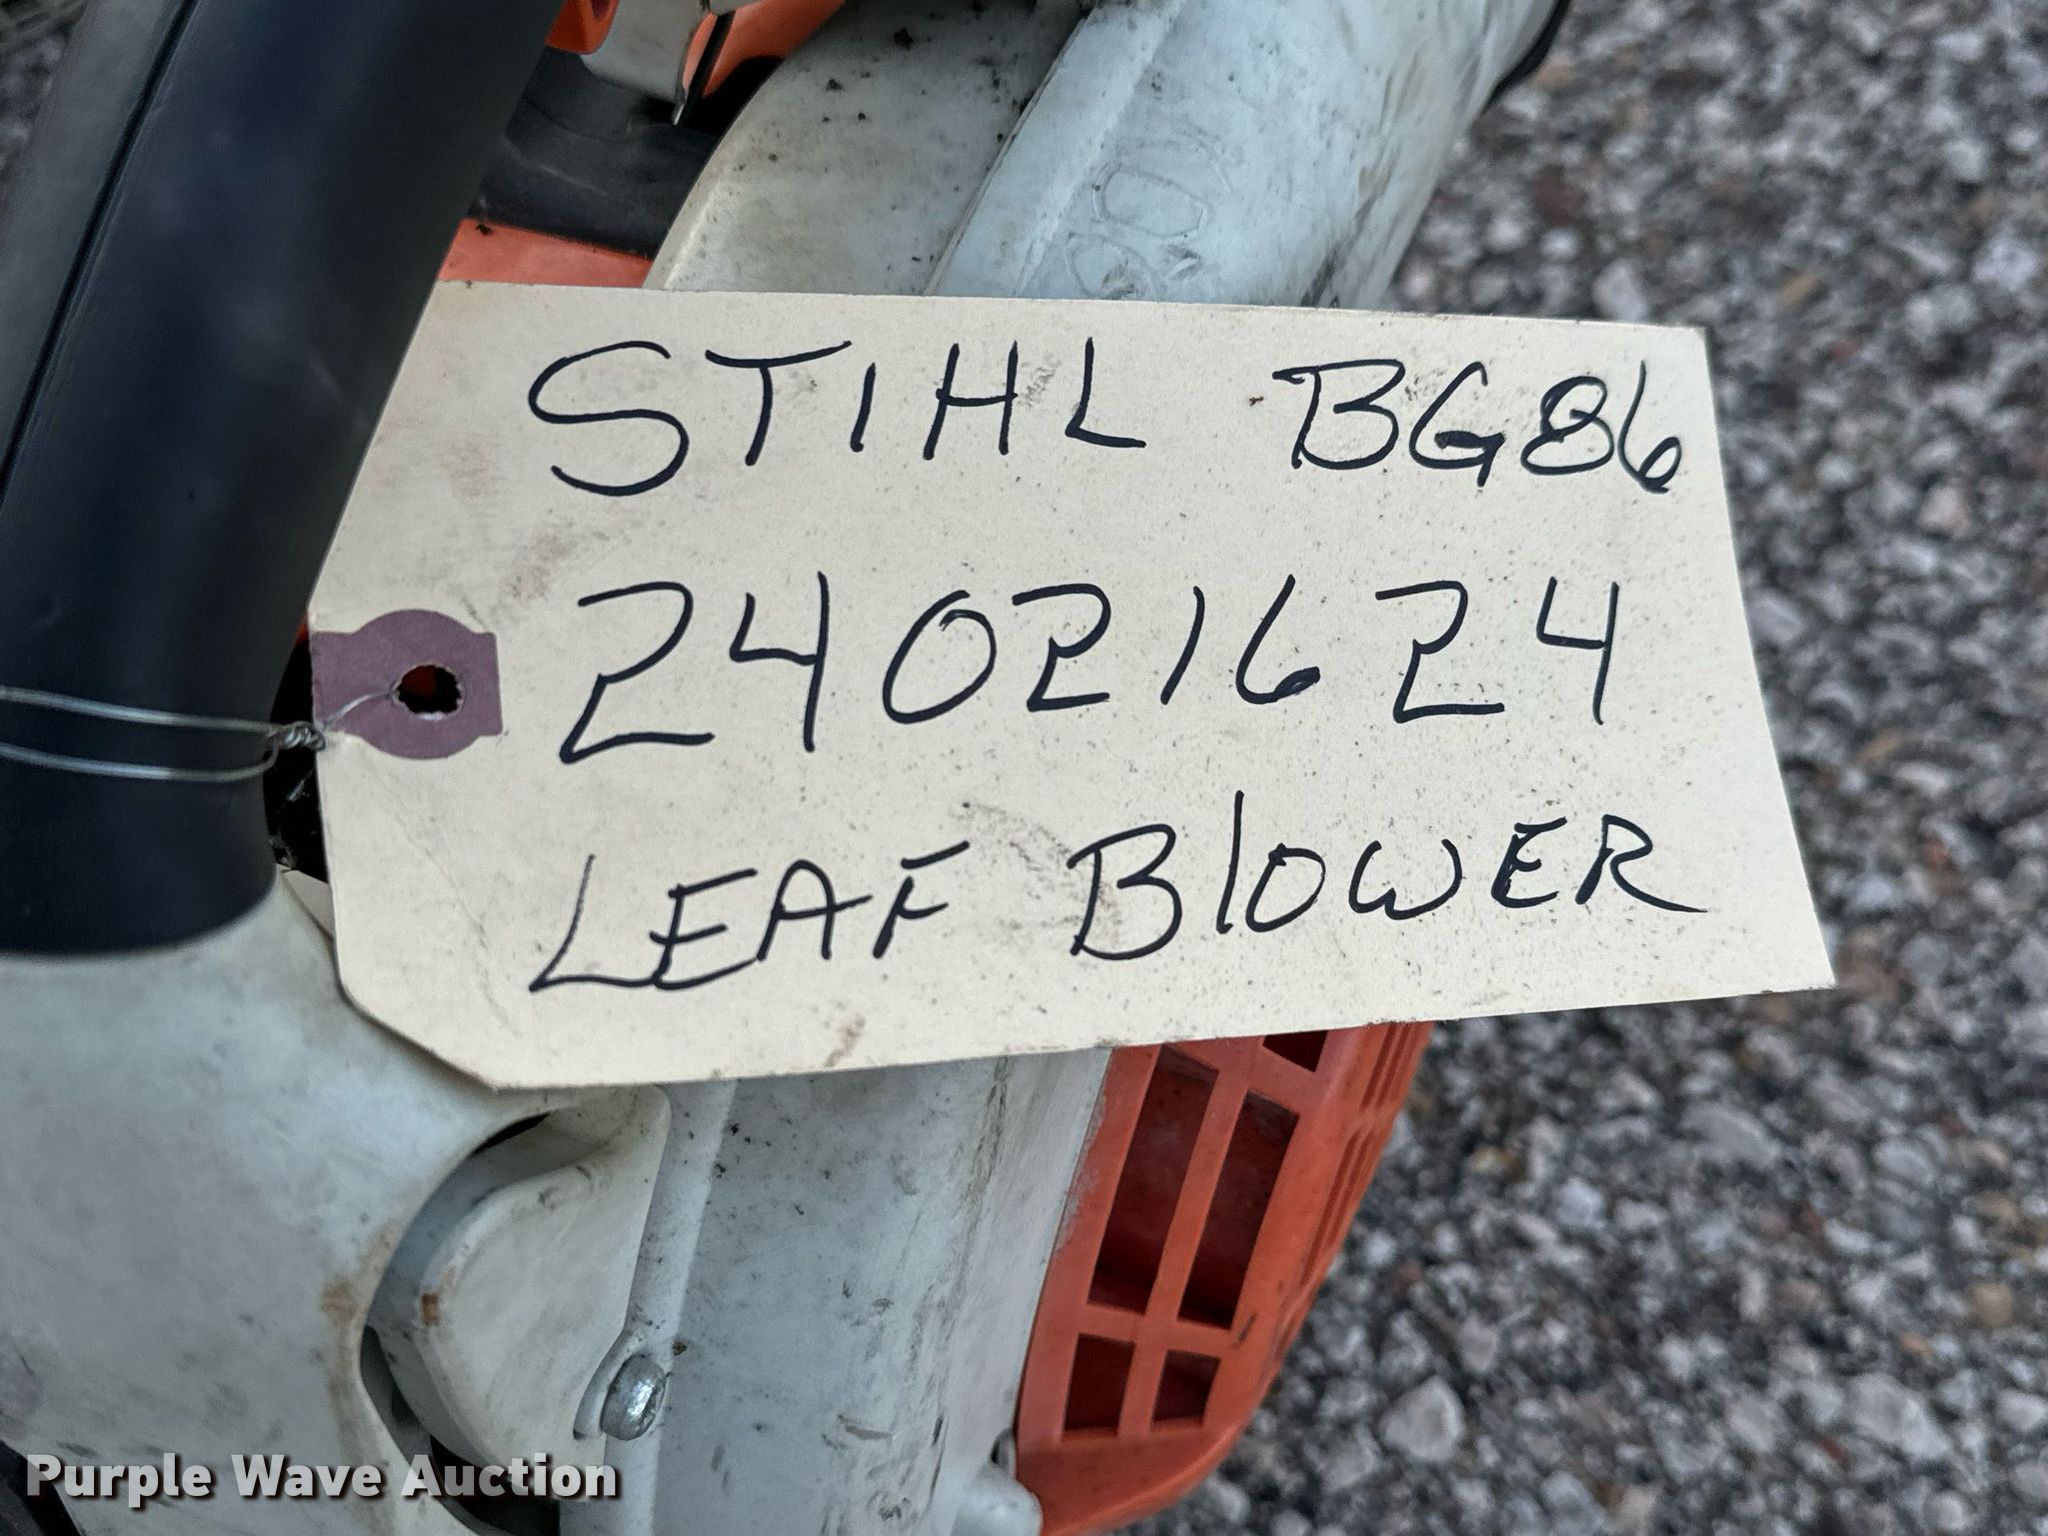 STIHL BG86
24021624
LEAF BlOWER
Purple Wave Auction